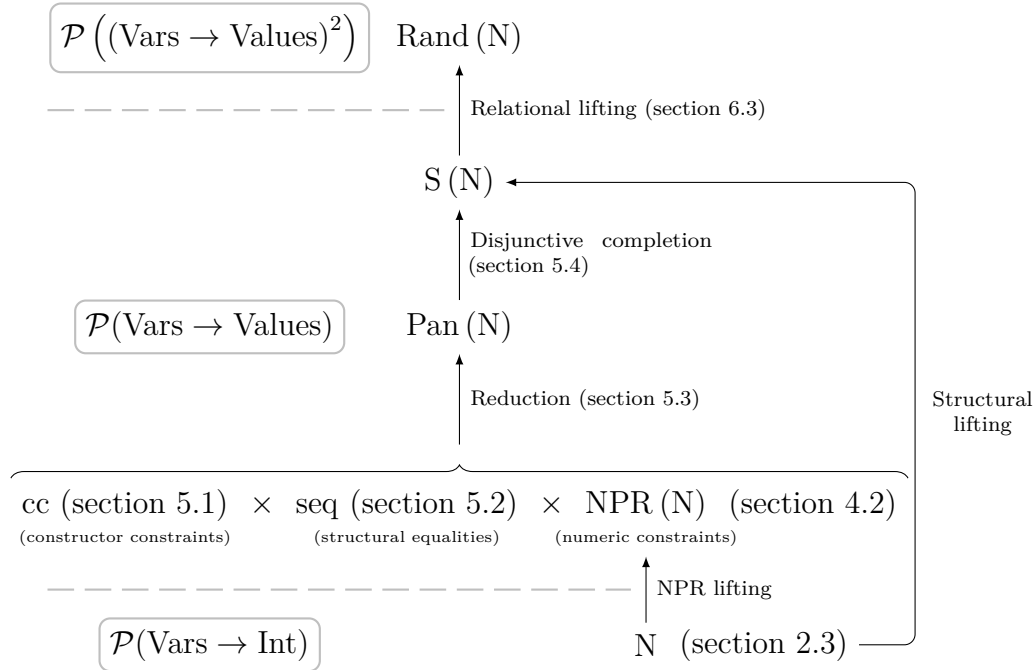 𝒫((Vars → Values)²) Rand (N)
Relational lifting (section 6.3)
S (N)
Disjunctive completion
(section 5.4)
𝒫(Vars → Values) Pan (N)
Reduction (section 5.3)
Structural
lifting
cc (section 5.1) × seq (section 5.2) × NPR (N) (section 4.2)
(constructor constraints) (structural equalities) (numeric constraints)
NPR lifting
𝒫(Vars → Int) N (section 2.3)